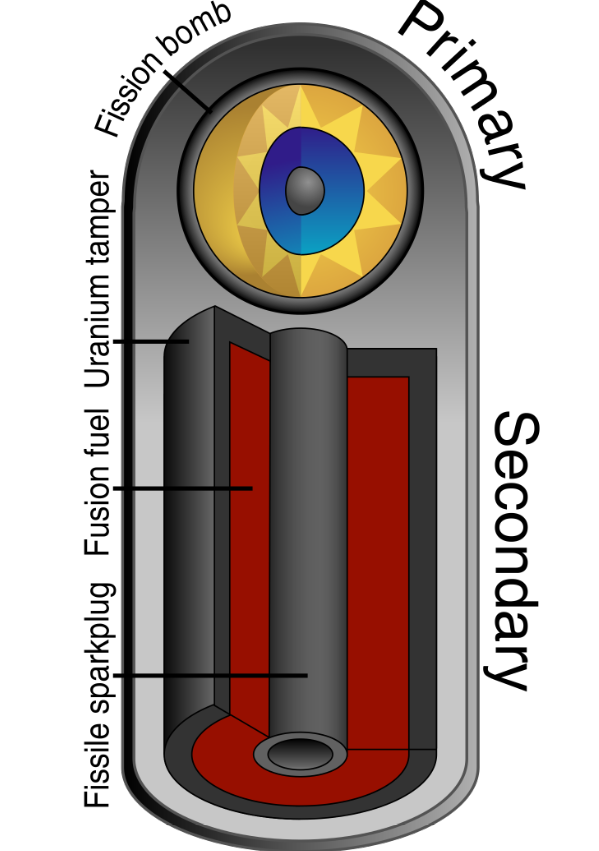 Fission bomb
Primary
Uranium tamper
Fusion fuel
Secondary
Fissile sparkplug